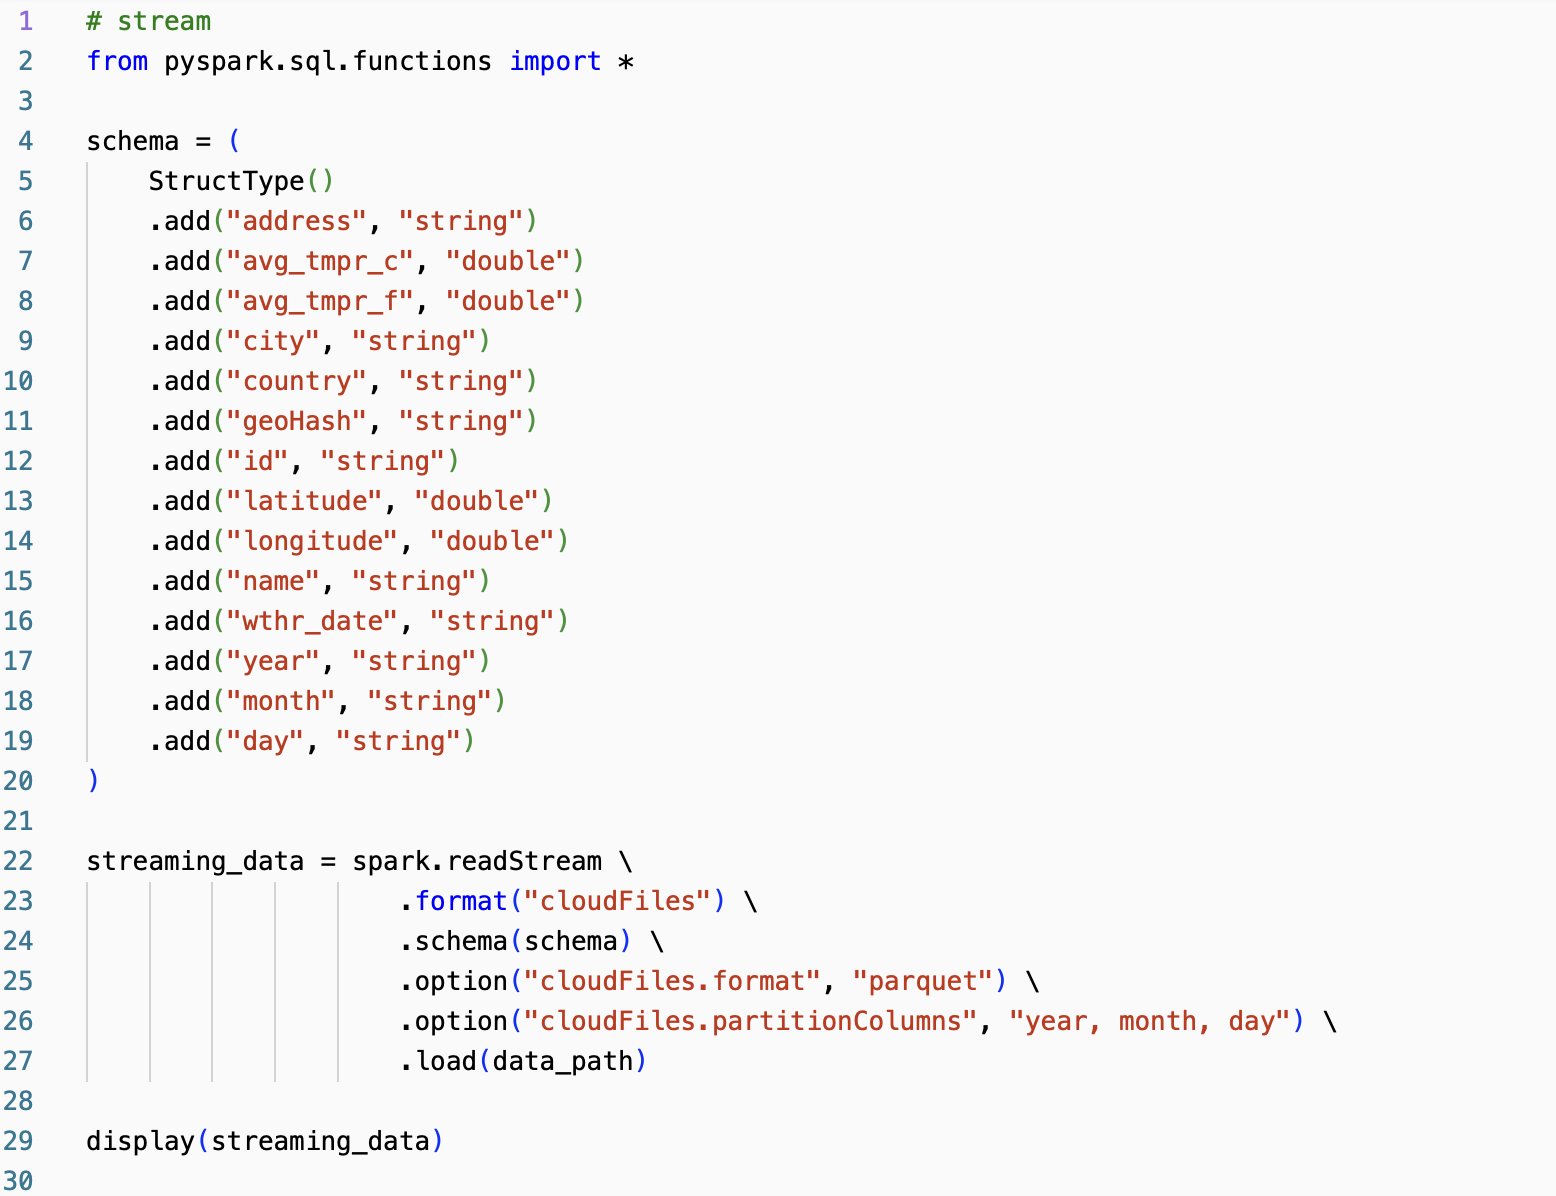 1 # stream
2 from pyspark.sql.functions import *
3
4 schema = (
5 StructType()
6 .add("address", "string")
7 .add("avg_tmpr_c", "double")
8 .add("avg_tmpr_f", "double")
9 .add("city", "string")
10 .add("country", "string")
11 .add("geoHash", "string")
12 .add("id", "string")
13 .add("latitude", "double")
14 .add("longitude", "double")
15 .add("name", "string")
16 .add("wthr_date", "string")
17 .add("year", "string")
18 .add("month", "string")
19 .add("day", "string")
20 )
21
22 streaming_data = spark.readStream \
23 .format("cloudFiles") \
24 .schema(schema) \
25 .option("cloudFiles.format", "parquet") \
26 .option("cloudFiles.partitionColumns", "year, month, day") \
27 .load(data_path)
28
29 display(streaming_data)
30